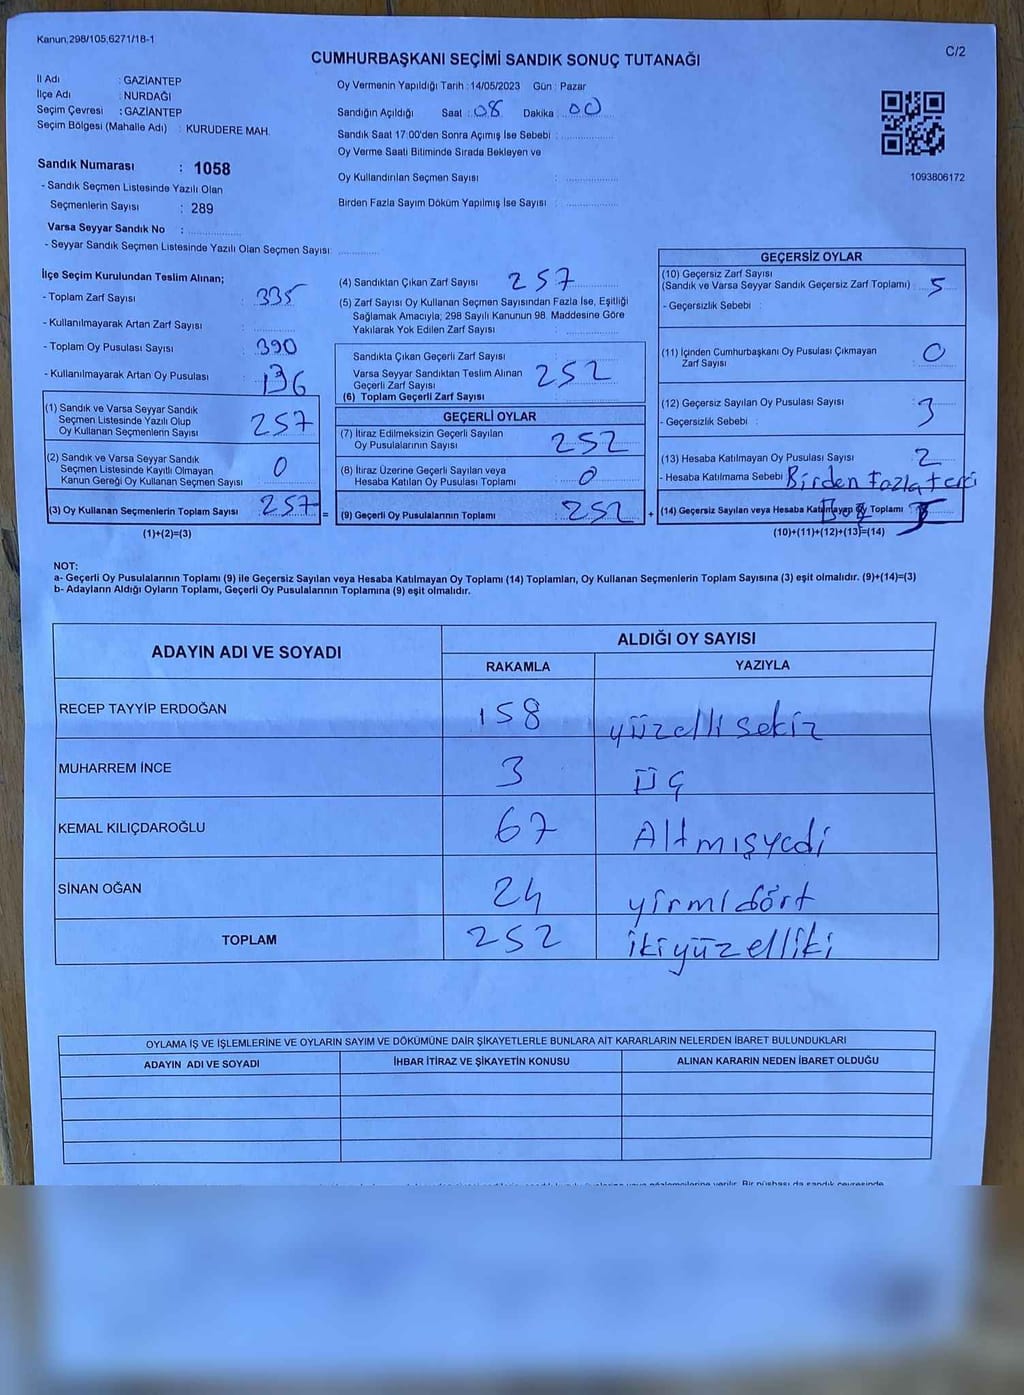 Kanun,298/105,6271/18-1
C/2
CUMHURBAŞKANI SEÇİMİ SANDIK SONUÇ TUTANAĞI
İl Adı : GAZİANTEP
İlçe Adı : NURDAĞI
Seçim Çevresi : GAZİANTEP
Seçim Bölgesi (Mahalle Adı) : KURUDERE MAH.
Sandık Numarası : 1058
- Sandık Seçmen Listesinde Yazılı Olan
Seçmenlerin Sayısı : 289
Varsa Seyyar Sandık No :
- Seyyar Sandık Seçmen Listesinde Yazılı Olan Seçmen Sayısı:
Oy Vermenin Yapıldığı Tarih : 14/05/2023 Gün : Pazar
Sandığın Açıldığı Saat : 08 Dakika : 00
Sandık Saat 17:00'den Sonra Açımış İse Sebebi :
Oy Verme Saati Bitiminde Sırada Bekleyen ve
Oy Kullandırılan Seçmen Sayısı :
Birden Fazla Sayım Döküm Yapılmış İse Sayısı :
1093806172
İlçe Seçim Kurulundan Teslim Alınan;
- Toplam Zarf Sayısı : 335
- Kullanılmayarak Artan Zarf Sayısı :
- Toplam Oy Pusulası Sayısı : 390
- Kullanılmayarak Artan Oy Pusulası : 136
(1) Sandık ve Varsa Seyyar Sandık
Seçmen Listesinde Yazılı Olup
Oy Kullanan Seçmenlerin Sayısı : 257
(2) Sandık ve Varsa Seyyar Sandık
Seçmen Listesinde Kayıtlı Olmayan
Kanun Gereği Oy Kullanan Seçmen Sayısı : 0
(3) Oy Kullanan Seçmenlerin Toplam Sayısı : 257 =
(1)+(2)=(3)
(4) Sandıktan Çıkan Zarf Sayısı : 257
(5) Zarf Sayısı Oy Kullanan Seçmen Sayısından Fazla İse, Eşitliği
Sağlamak Amacıyla; 298 Sayılı Kanunun 98. Maddesine Göre
Yakılarak Yok Edilen Zarf Sayısı :
Sandıkta Çıkan Geçerli Zarf Sayısı
Varsa Seyyar Sandıktan Teslim Alınan
Geçerli Zarf Sayısı
(6) Toplam Geçerli Zarf Sayısı : 252
GEÇERLİ OYLAR
(7) İtiraz Edilmeksizin Geçerli Sayılan
Oy Pusulalarının Sayısı : 252
(8) İtiraz Üzerine Geçerli Sayılan veya
Hesaba Katılan Oy Pusulası Toplamı : 0
(9) Geçerli Oy Pusulalarının Toplamı : 252 +
GEÇERSİZ OYLAR
(10) Geçersiz Zarf Sayısı
(Sandık ve Varsa Seyyar Sandık Geçersiz Zarf Toplamı) : 5
- Geçersizlik Sebebi :
(11) İçinden Cumhurbaşkanı Oy Pusulası Çıkmayan
Zarf Sayısı : 0
(12) Geçersiz Sayılan Oy Pusulası Sayısı : 3
- Geçersizlik Sebebi :
(13) Hesaba Katılmayan Oy Pusulası Sayısı : 2
- Hesaba Katılmama Sebebi : Birden Fazla terci
(14) Geçersiz Sayılan veya Hesaba Katılmayan Oy Toplamı : 5
(10)+(11)+(12)+(13)=(14)
NOT:
a- Geçerli Oy Pusulalarının Toplamı (9) ile Geçersiz Sayılan veya Hesaba Katılmayan Oy Toplamı (14) Toplamları, Oy Kullanan Seçmenlerin Toplam Sayısına (3) eşit olmalıdır. (9)+(14)=(3)
b- Adayların Aldığı Oyların Toplamı, Geçerli Oy Pusulalarının Toplamına (9) eşit olmalıdır.
ADAYIN ADI VE SOYADI
ALDIĞI OY SAYISI
RAKAMLA YAZIYLA
RECEP TAYYİP ERDOĞAN 158 yüzellisekiz
MUHARREM İNCE 3 ÜÇ
KEMAL KILIÇDAROĞLU 67 Altmışyedi
SİNAN OĞAN 24 yirmidört
TOPLAM 252 ikiyüzelliiki
OYLAMA İŞ VE İŞLEMLERİNE VE OYLARIN SAYIM VE DÖKÜMÜNE DAİR ŞİKAYETLERLE BUNLARA AİT KARARLARIN NELERDEN İBARET BULUNDUKLARI
ADAYIN ADI VE SOYADI İHBAR İTİRAZ VE ŞİKAYETİN KONUSU ALINAN KARARIN NEDEN İBARET OLDUĞU